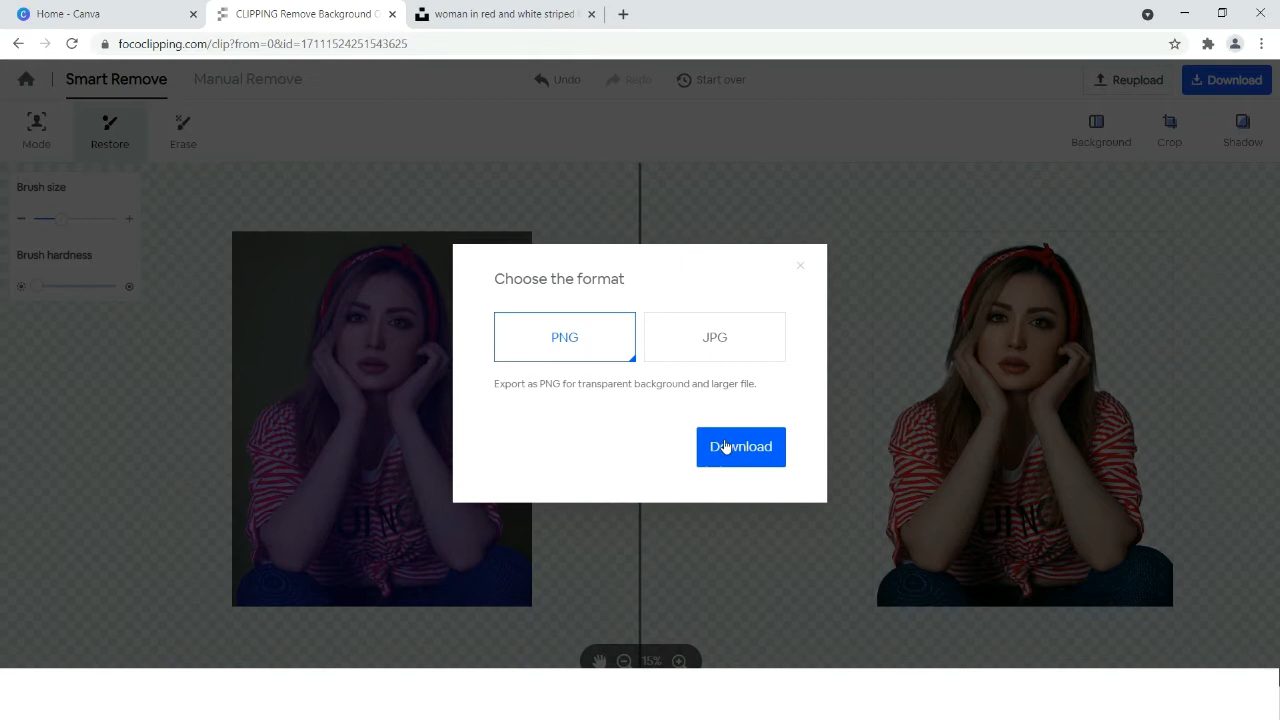 Home - Canva
CLIPPING Remove Background
woman in red and white striped
fococlipping.com/clip?from=0&id=17111524251543625
Smart Remove
Manual Remove
Undo
Redo
Start over
Reupload
Download
Mode
Restore
Erase
Background
Crop
Shadow
Brush size
Brush hardness
Choose the format
PNG
JPG
Export as PNG for transparent background and larger file.
Download
15%